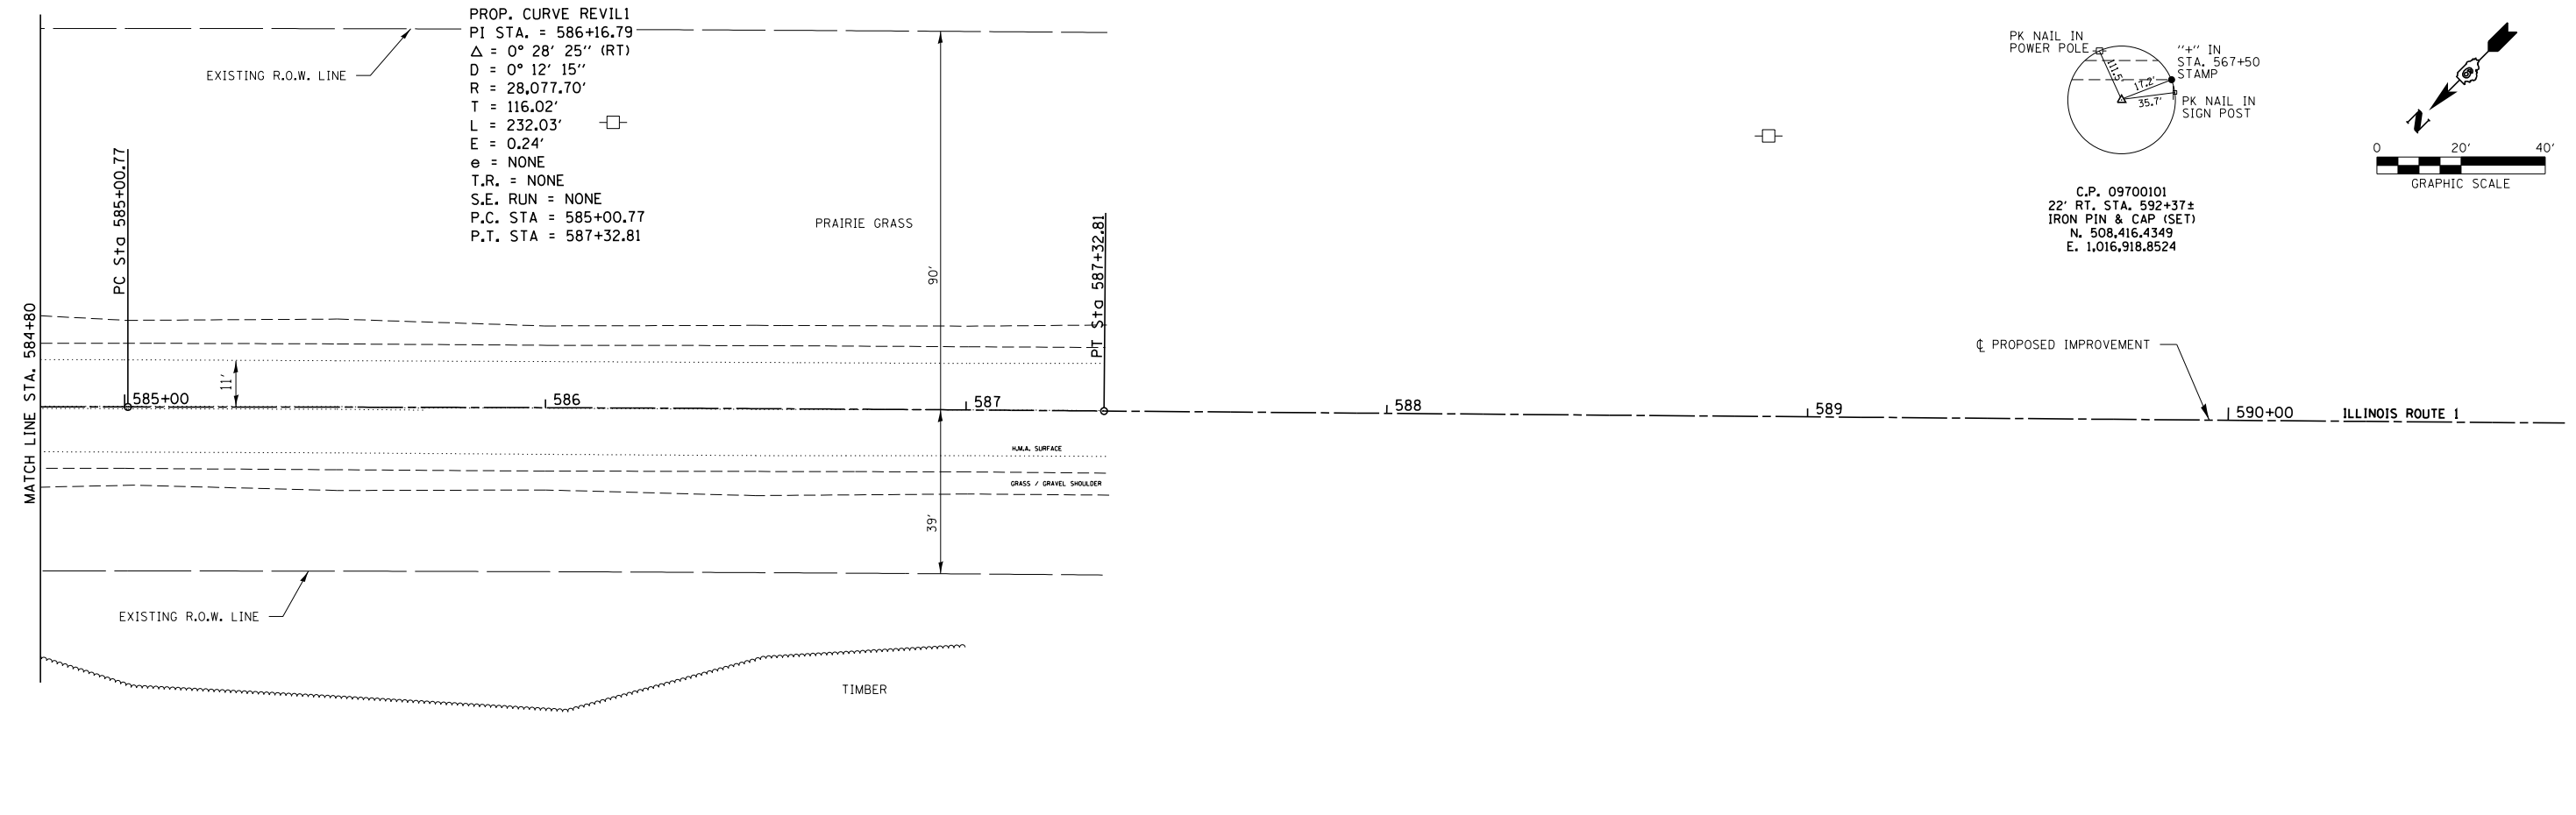 PROP. CURVE REVIL1
PI STA. = 586+16.79
Δ = 0° 28' 25'' (RT)
D = 0° 12' 15''
R = 28,077.70'
T = 116.02'
L = 232.03'
E = 0.24'
e = NONE
T.R. = NONE
S.E. RUN = NONE
P.C. STA = 585+00.77
P.T. STA = 587+32.81
EXISTING R.O.W. LINE
PRAIRIE GRASS
PK NAIL IN
POWER POLE
''+'' IN
STA. 567+50
STAMP
111.5'
17.2'
35.7'
PK NAIL IN
SIGN POST
C.P. 09700101
22' RT. STA. 592+37±
IRON PIN & CAP (SET)
N. 508,416.4349
E. 1,016,918.8524
N
0 20' 40'
GRAPHIC SCALE
MATCH LINE STA. 584+80
PC Sta 585+00.77
PT Sta 587+32.81
90'
11'
39'
℄ PROPOSED IMPROVEMENT
585+00 586 587 588 589 590+00 ILLINOIS ROUTE 1
H.M.A. SURFACE
GRASS / GRAVEL SHOULDER
EXISTING R.O.W. LINE
TIMBER